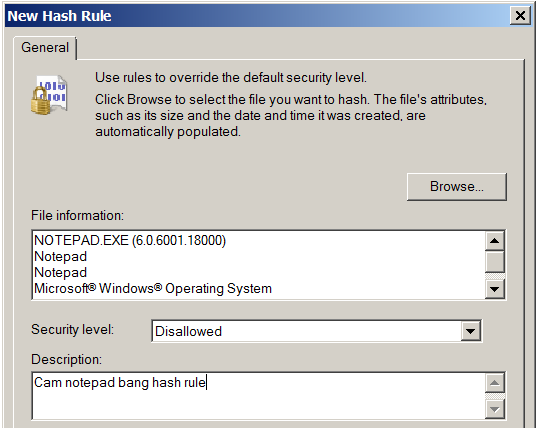 New Hash Rule
General
Use rules to override the default security level.
Click Browse to select the file you want to hash. The file's attributes,
such as its size and the date and time it was created, are
automatically populated.
Browse...
File information:
NOTEPAD.EXE (6.0.6001.18000)
Notepad
Notepad
Microsoft® Windows® Operating System
Security level:
Disallowed
Description:
Cam notepad bang hash rule